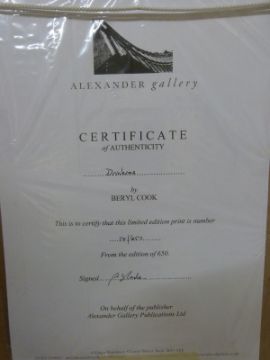 ALEXANDER gallery
CERTIFICATE
of AUTHENTICITY
by
BERYL COOK
This is to certify that this limited edition print is number
From the edition of 650.
Signed
On behalf of the publisher
Alexander Gallery Publications Ltd